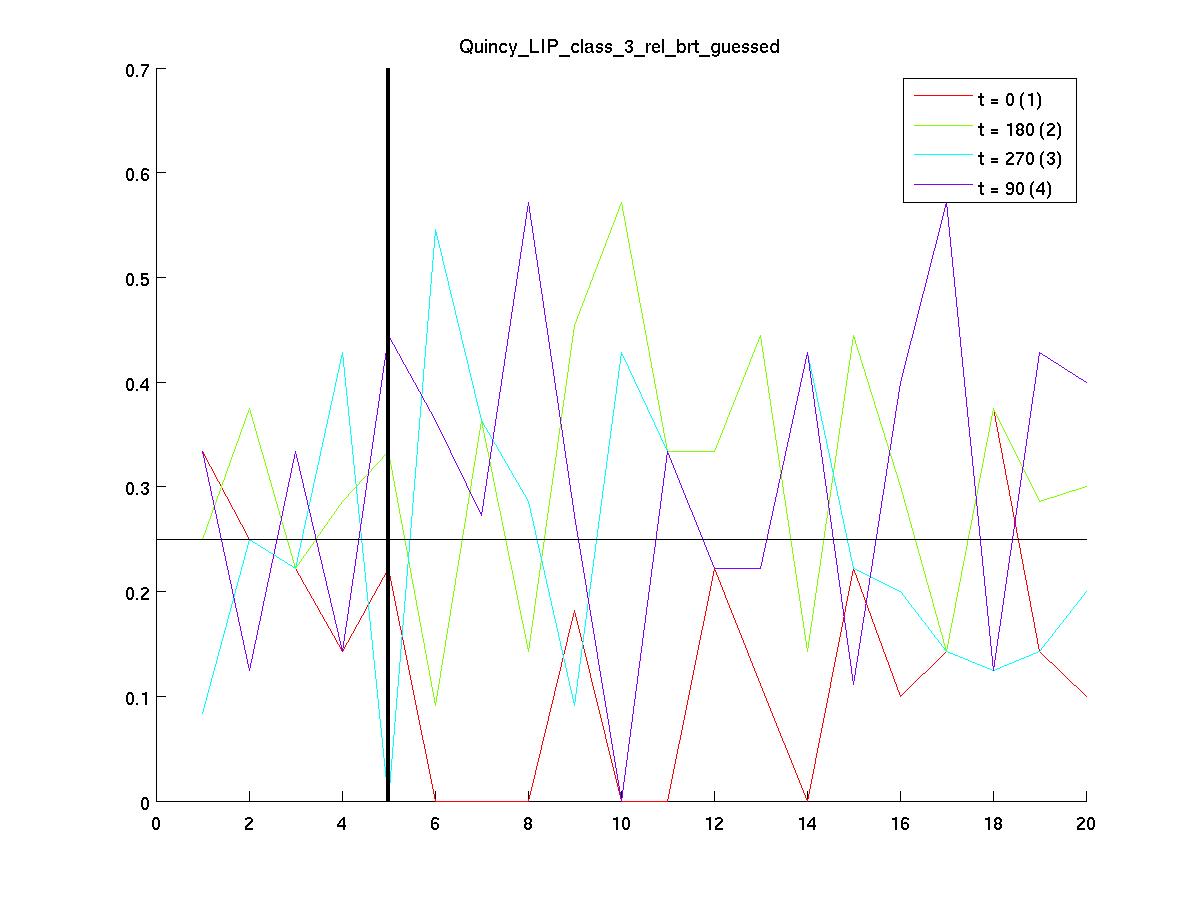 Quincy_LIP_class_3_rel_brt_guessed
0.7
0.6
0.5
0.4
0.3
0.2
0.1
0
t = 0 (1)
t = 180 (2)
t = 270 (3)
t = 90 (4)
0 2 4 6 8 10 12 14 16 18 20